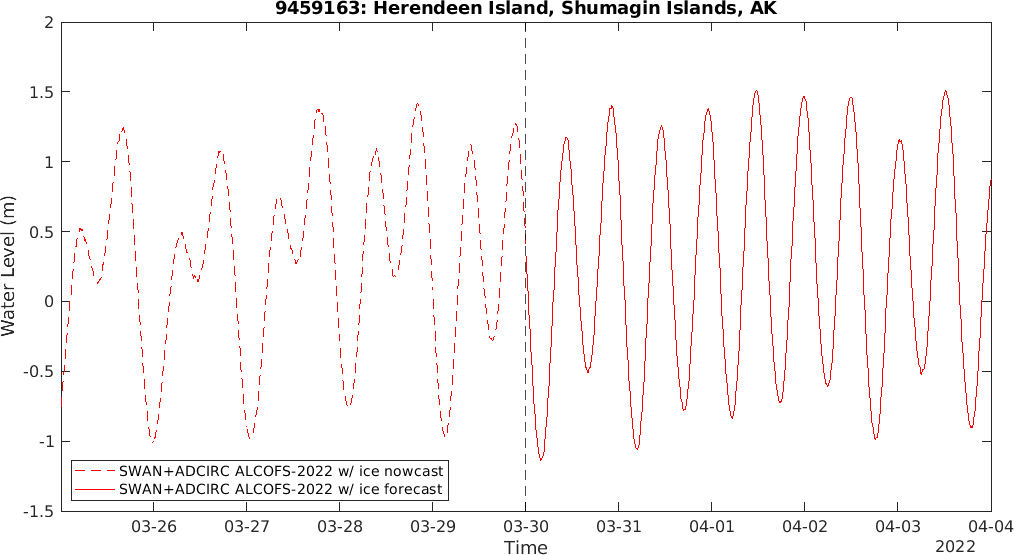 9459163: Herendeen Island, Shumagin Islands, AK
Water Level (m)
2
1.5
1
0.5
0
-0.5
-1
-1.5
SWAN+ADCIRC ALCOFS-2022 w/ ice nowcast
SWAN+ADCIRC ALCOFS-2022 w/ ice forecast
03-26 03-27 03-28 03-29 03-30 03-31 04-01 04-02 04-03 04-04
Time
2022